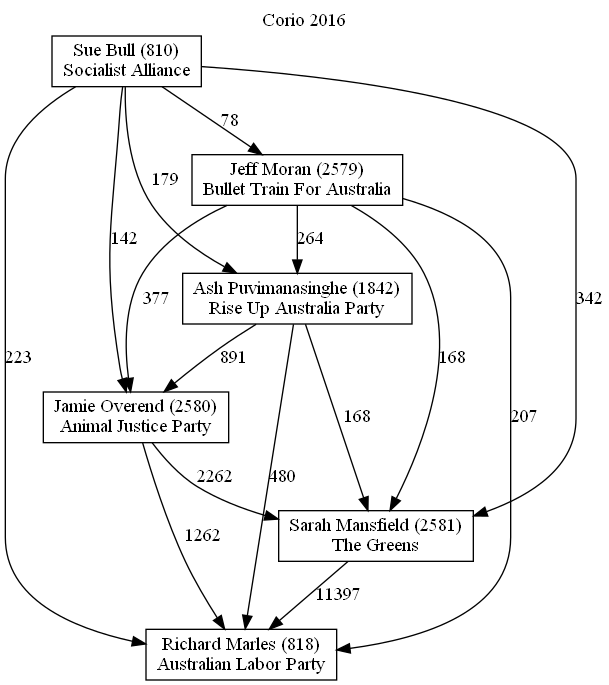 Corio 2016
Sue Bull (810)
Socialist Alliance
78
Jeff Moran (2579)
Bullet Train For Australia
179
142
264
377
342
Ash Puvimanasinghe (1842)
Rise Up Australia Party
223
891
168
207
Jamie Overend (2580)
Animal Justice Party
168
2262
480
Sarah Mansfield (2581)
The Greens
1262
11397
Richard Marles (818)
Australian Labor Party